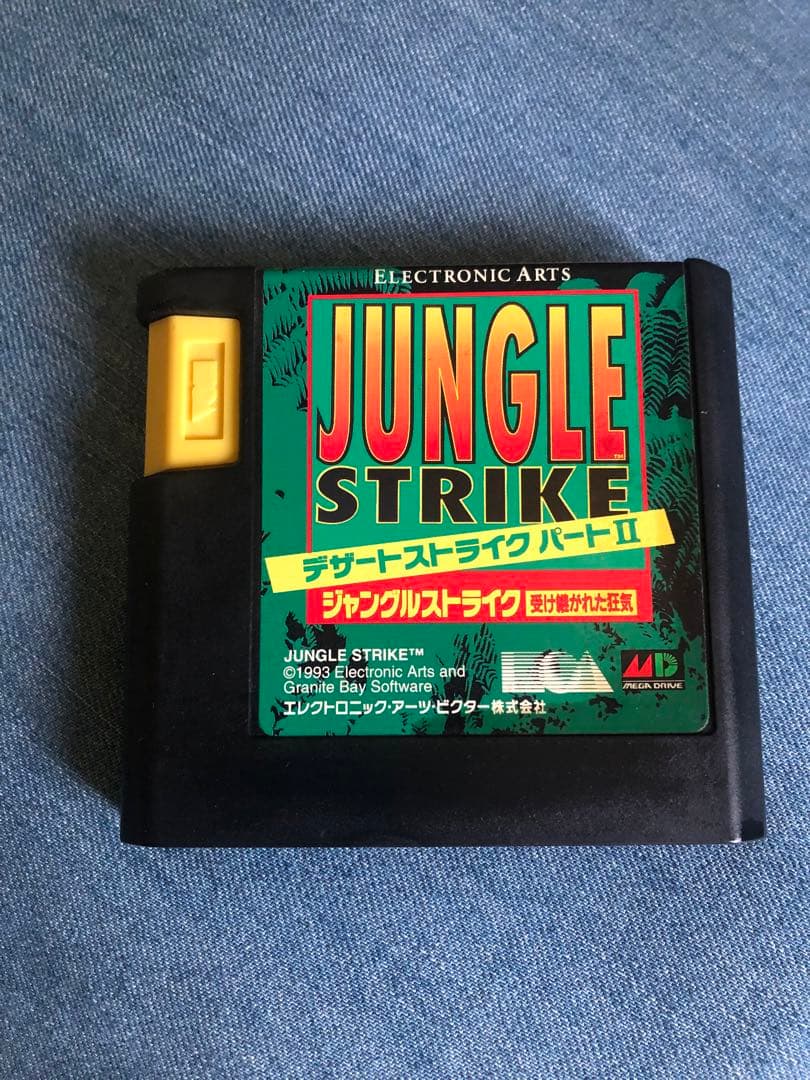 ELECTRONIC ARTS
JUNGLE™
STRIKE
デザートストライク パートII
ジャングルストライク 受け継がれた狂気
JUNGLE STRIKE™
©1993 Electronic Arts and
Granite Bay Software
エレクトロニック・アーツ・ビクター株式会社
MD
MEGA DRIVE